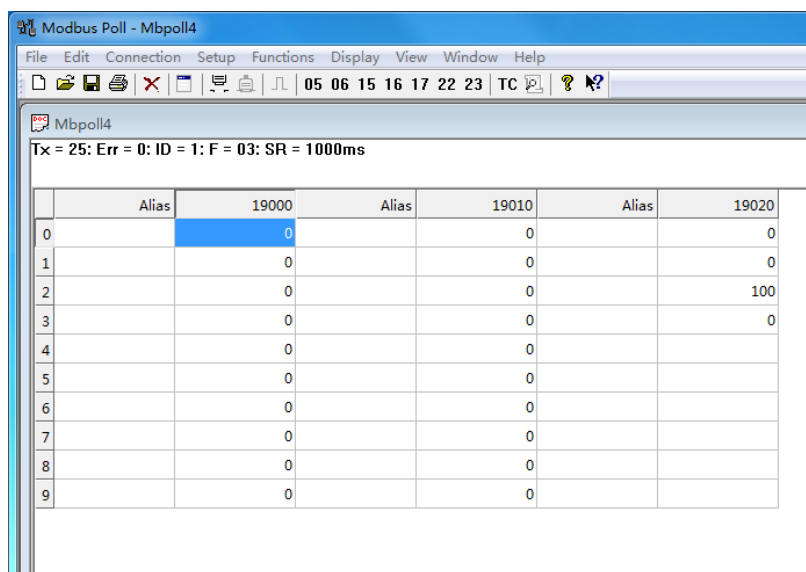 Modbus Poll - Mbpoll4
File Edit Connection Setup Functions Display View Window Help
05 06 15 16 17 22 23 TC
Mbpoll4
Tx = 25: Err = 0: ID = 1: F = 03: SR = 1000ms
Alias 19000 Alias 19010 Alias 19020
0 0 0 0
1 0 0 0
2 0 0 100
3 0 0 0
4 0 0
5 0 0
6 0 0
7 0 0
8 0 0
9 0 0